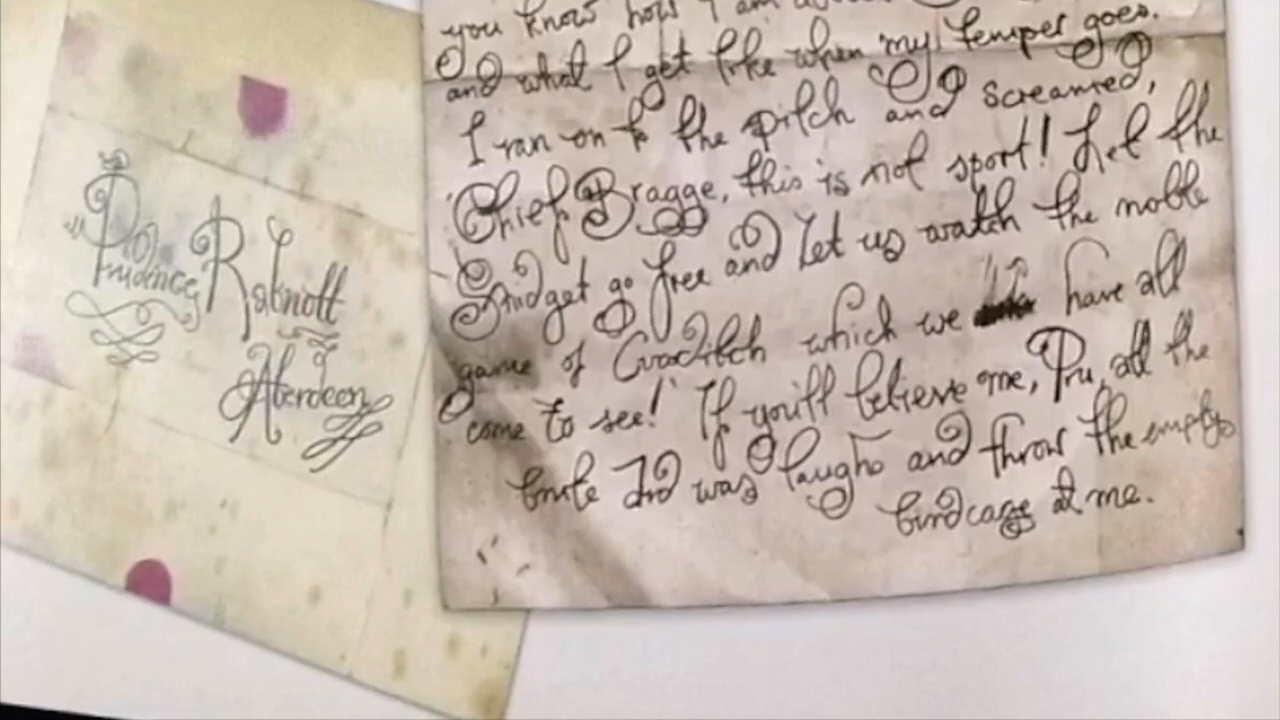 Prudence
Rabnott
Aberdeen
you know how I am about
and what I get like when my temper goes.
I ran on to the pitch and screamed,
'Chief Bragge, this is not sport! Let the
Snidget go free and let us watch the noble
game of Cuaditch which we have all
come to see!' If you'll believe me, Pru, all the
brute did was laugh and throw the empty
birdcage at me.